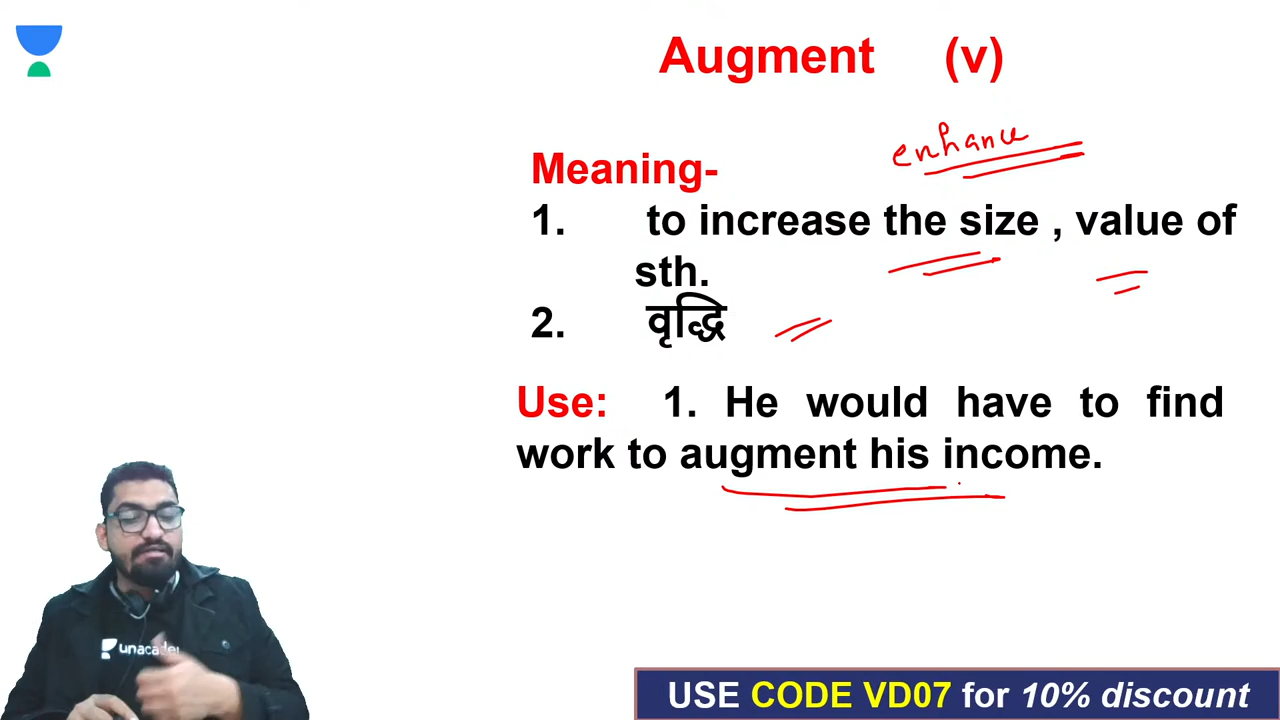 Augment (v)
enhance
Meaning-
1. to increase the size , value of
sth.
2. वृद्धि
Use: 1. He would have to find
work to augment his income.
unacademy
USE CODE VD07 for 10% discount